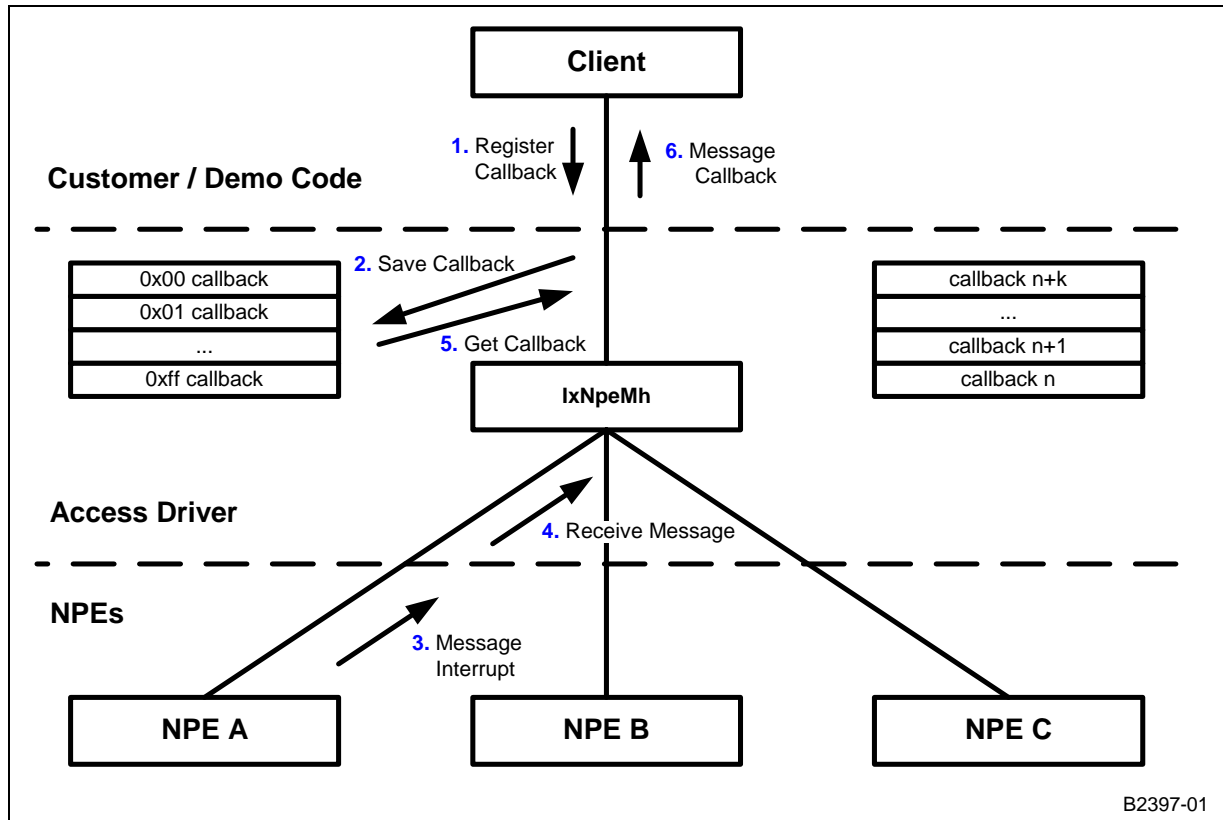 Client
1. Register
Callback
6. Message
Callback
Customer / Demo Code
2. Save Callback
0x00 callback
0x01 callback
...
0xff callback
5. Get Callback
callback n+k
...
callback n+1
callback n
IxNpeMh
Access Driver
4. Receive Message
NPEs
3. Message
Interrupt
NPE A
NPE B
NPE C
B2397-01